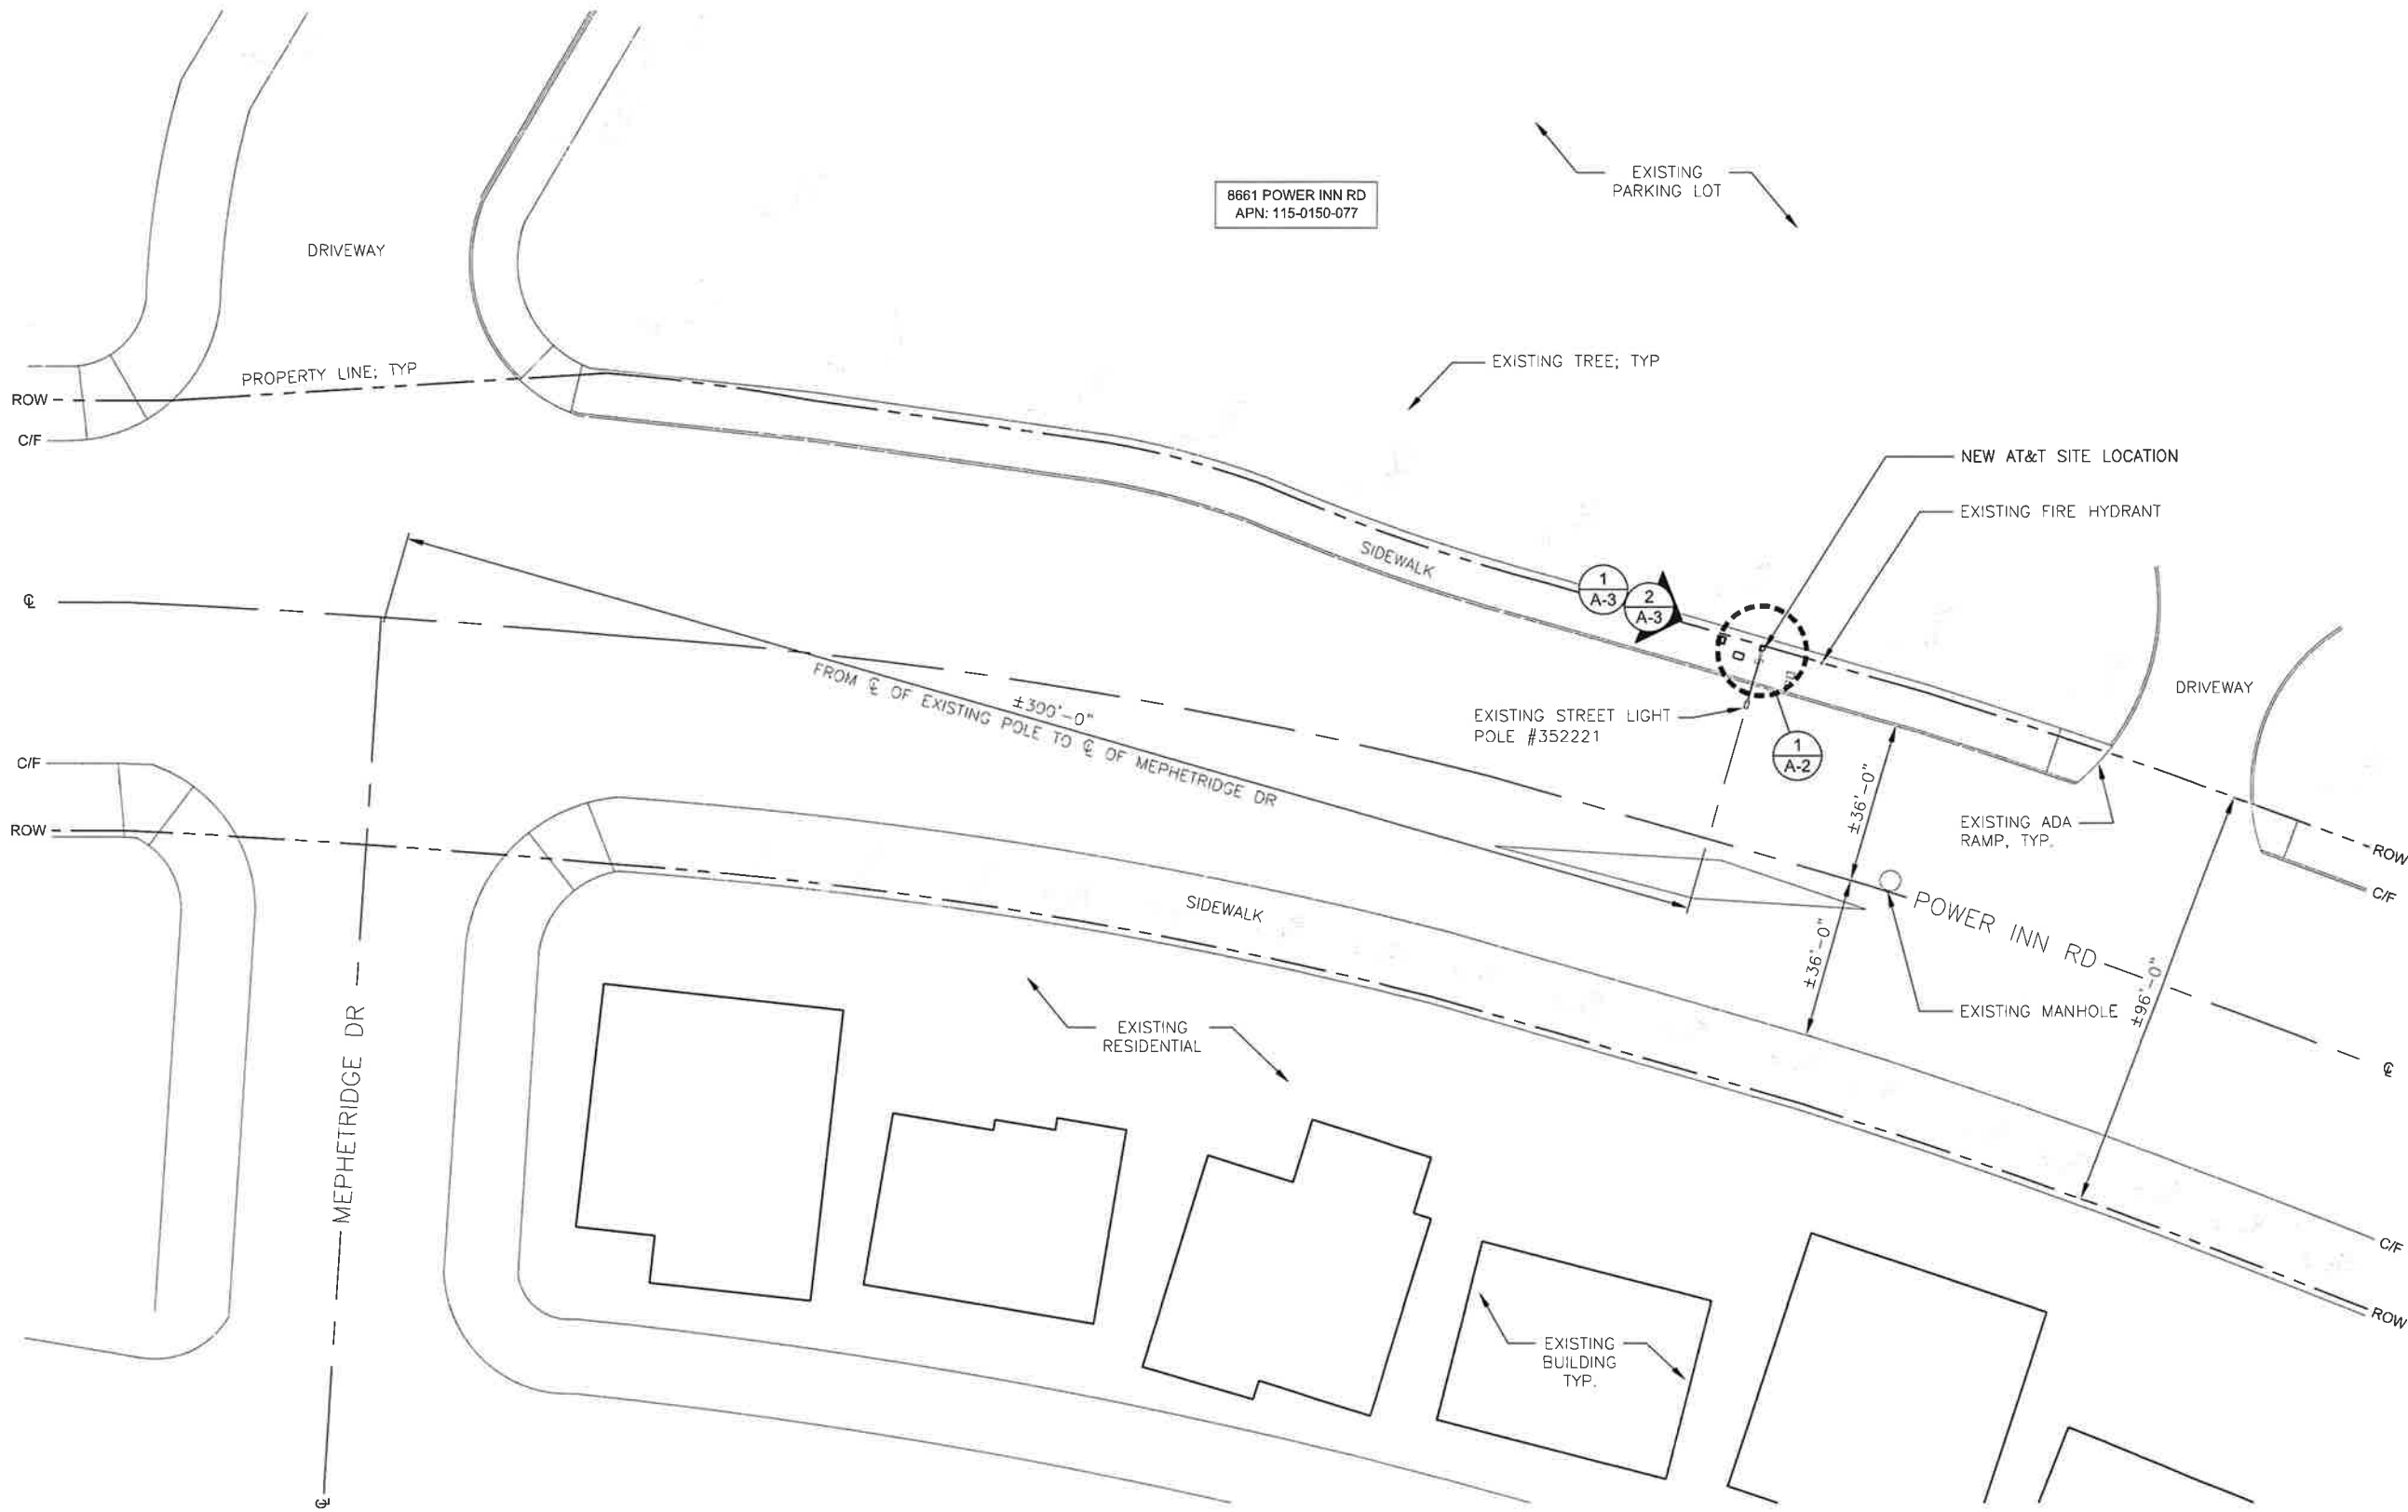 EXISTING
PARKING LOT
8661 POWER INN RD
APN: 115-0150-077
DRIVEWAY
EXISTING TREE; TYP
PROPERTY LINE; TYP
ROW
C/F
NEW AT&T SITE LOCATION
EXISTING FIRE HYDRANT
SIDEWALK
1
A-3
2
A-3
℄
DRIVEWAY
±300'-0"
FROM ℄ OF EXISTING POLE TO ℄ OF MEPHETRIDGE DR
EXISTING STREET LIGHT
POLE #352221
1
A-2
C/F
±36'-0"
EXISTING ADA
RAMP, TYP.
ROW
ROW
C/F
SIDEWALK
POWER INN RD
±36'-0"
±96'-0"
EXISTING MANHOLE
EXISTING
RESIDENTIAL
℄
MEPHETRIDGE DR
C/F
ROW
EXISTING
BUILDING
TYP.
℄